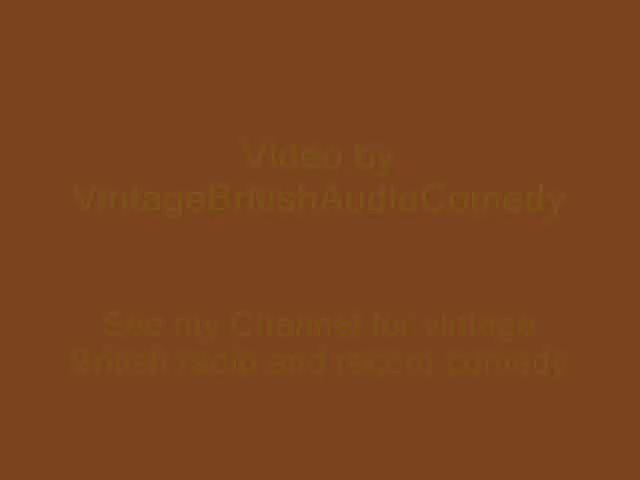 Video by
VintageBritishAudioComedy
See my Channel for vintage
British radio and record comedy